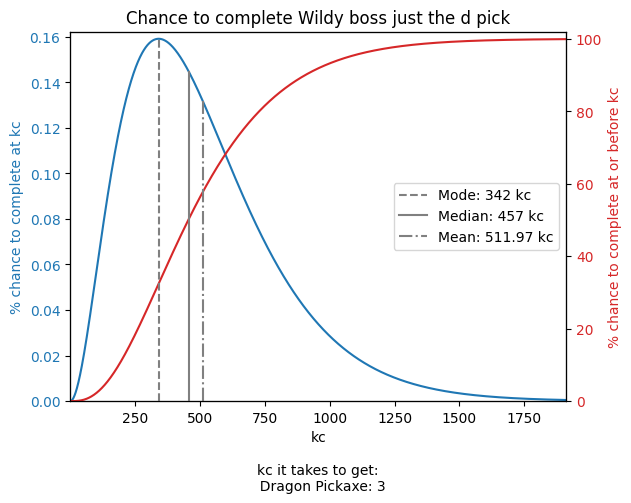 Chance to complete Wildy boss just the d pick
% chance to complete at kc
0.16
0.14
0.12
0.10
0.08
0.06
0.04
0.02
0.00
Mode: 342 kc
Median: 457 kc
Mean: 511.97 kc
100
80
60
40
20
0
% chance to complete at or before kc
250 500 750 1000 1250 1500 1750
kc
kc it takes to get:
Dragon Pickaxe: 3